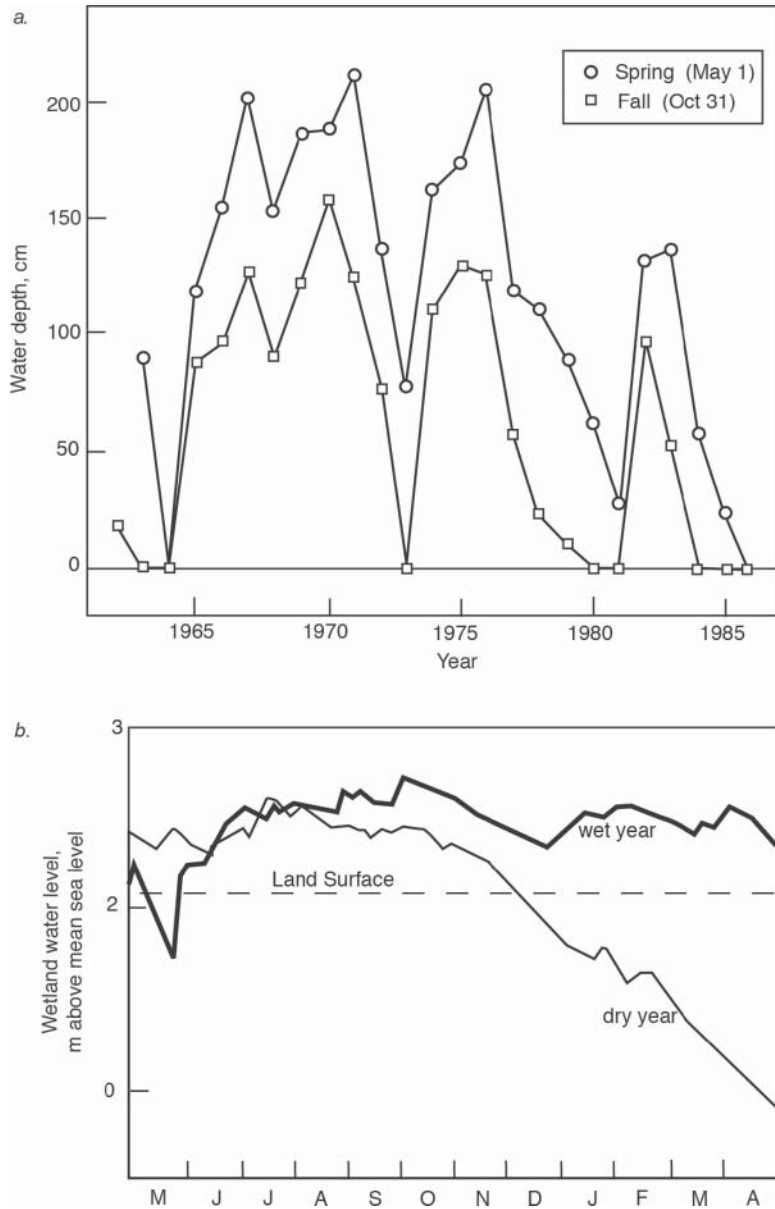 a.
Spring (May 1)
Fall (Oct 31)
200
150
100
50
0
Water depth, cm
1965 1970 1975 1980 1985
Year
b.
3
2
0
Wetland water level,
m above mean sea level
wet year
Land Surface
dry year
M J J A S O N D J F M A